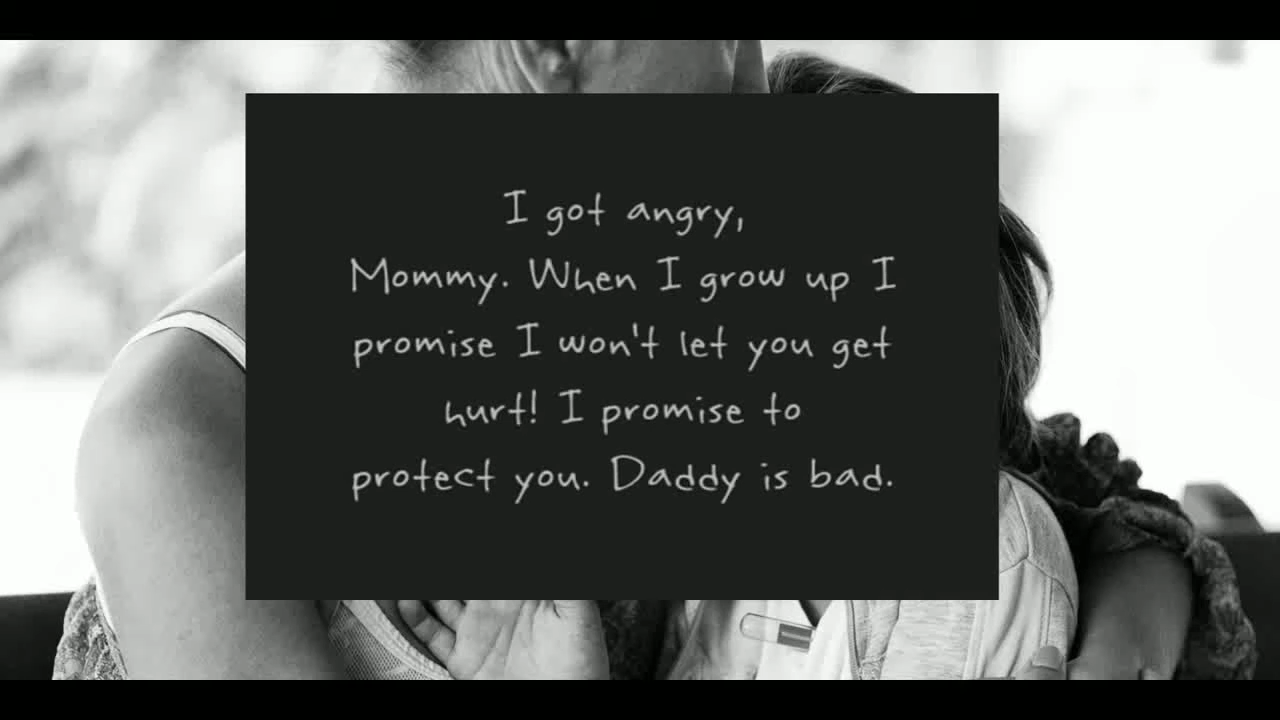 I got angry,
Mommy. When I grow up I
promise I won't let you get
hurt! I promise to
protect you. Daddy is bad.